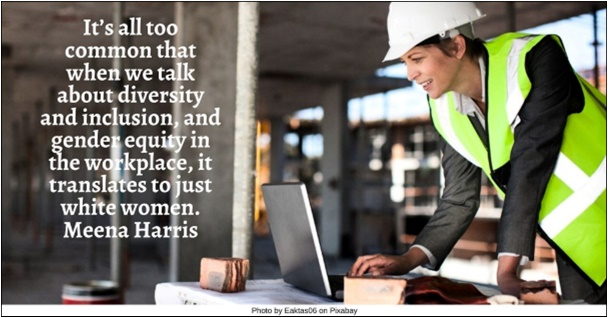 It’s all too
common that
when we talk
about diversity
and inclusion, and
gender equity in
the workplace, it
translates to just
white women.
Meena Harris
Photo by Eaktas06 on Pixabay